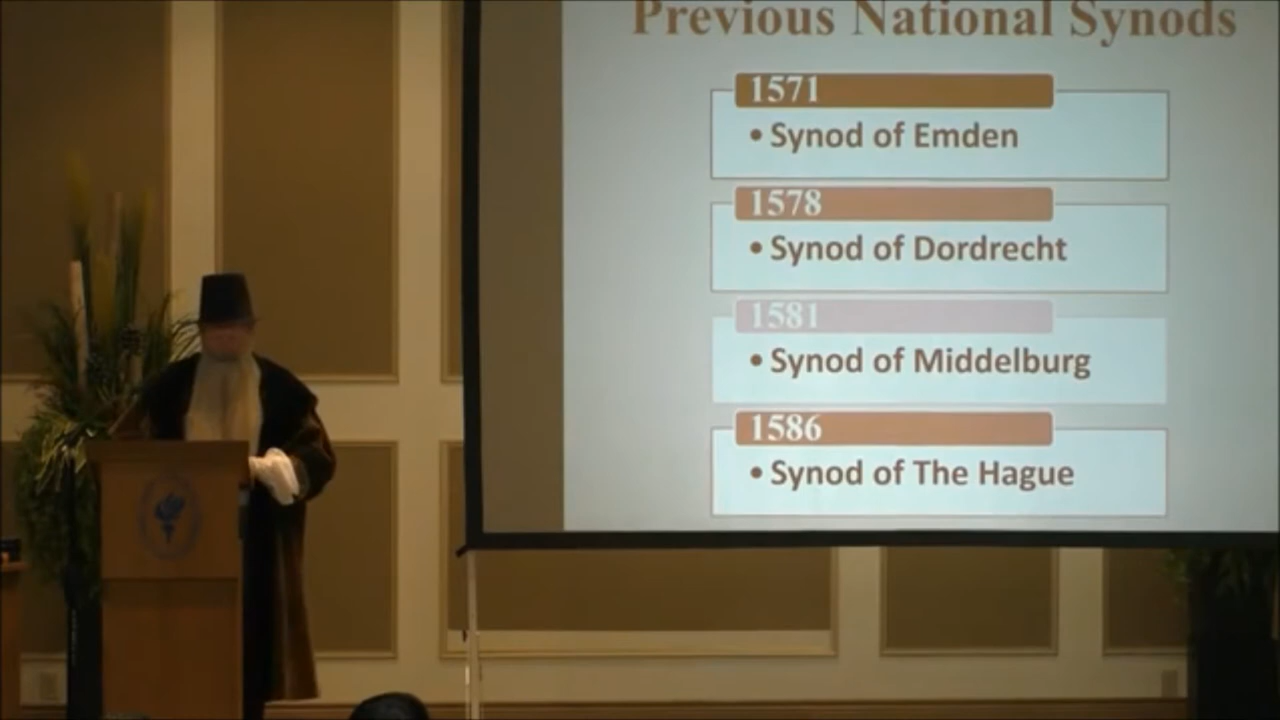 Previous National Synods
1571
• Synod of Emden
1578
• Synod of Dordrecht
1581
• Synod of Middelburg
1586
• Synod of The Hague